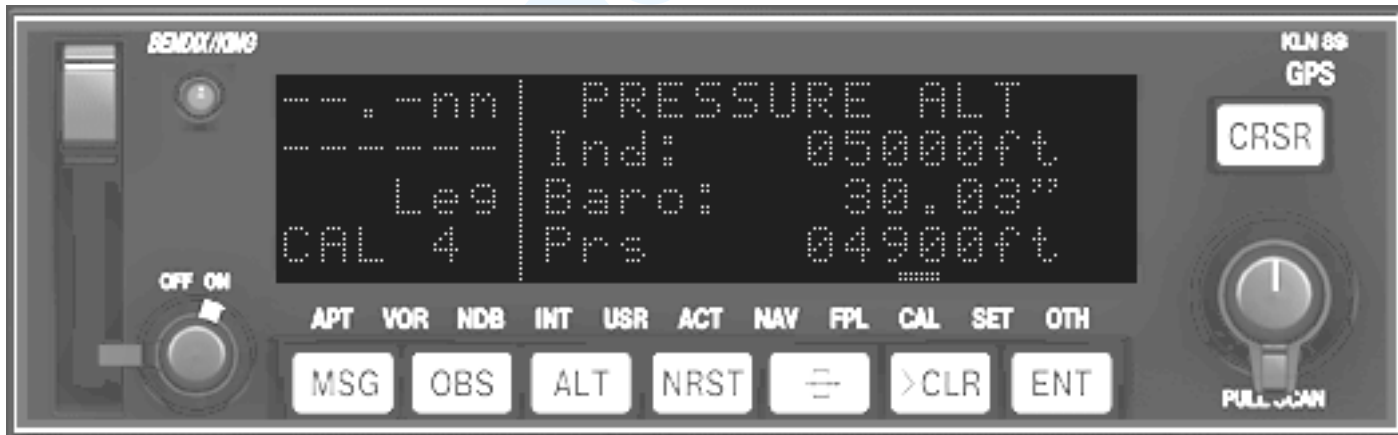 BENDIX/KING
KLN 89
GPS
--.-nm PRESSURE ALT
----- Ind: 05000ft
Leg Baro: 30.03”
CAL 4 Prs 04900ft
CRSR
OFF ON
APT VOR NDB INT USR ACT NAV FPL CAL SET OTH
MSG OBS ALT NRST >CLR ENT
PULL SCAN